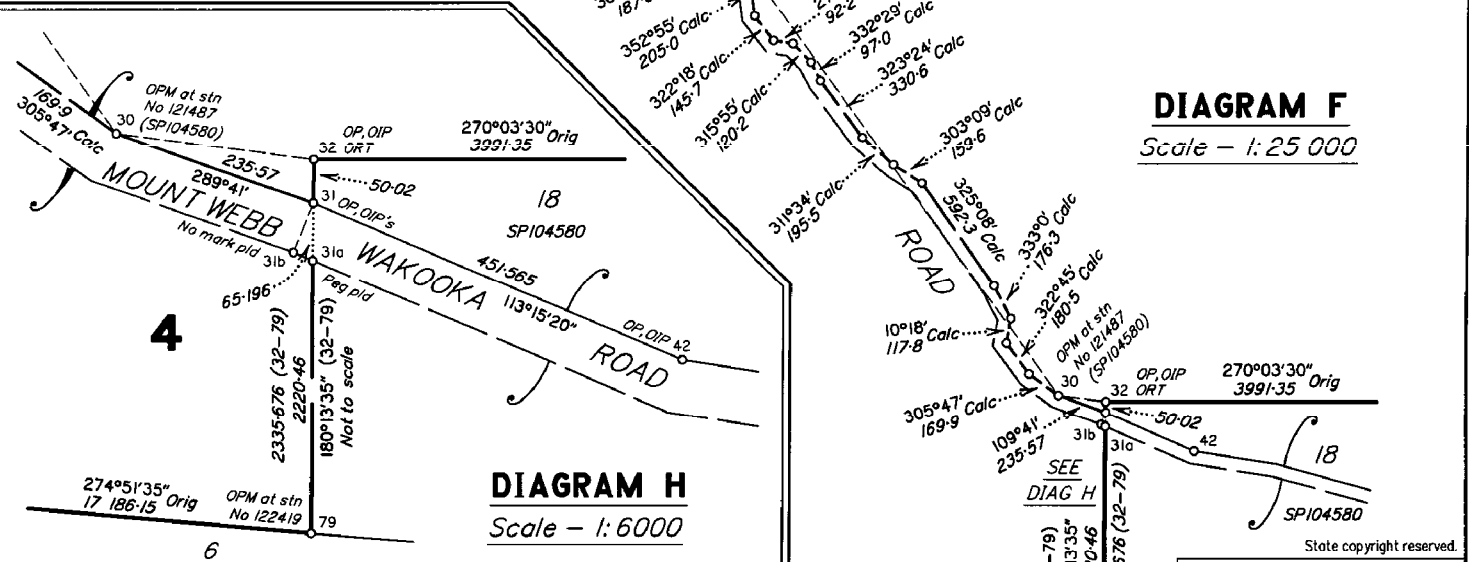 169·9
305°47' Calc
30
OPM at stn
No 121487
(SP104580)
235·57
289°41'
OP,OIP
32 ORT
270°03'30" Orig
3991·35
50·02
31 OP,OIP's
18
SP104580
MOUNT WEBB
WAKOOKA
ROAD
No mark pld
31b
31a
65·196
Peg pld
451·565
113°15'20"
OP,OIP 42
4
2335·676 (32–79)
2220·46
180°13'35" (32–79)
Not to scale
274°51'35"
17 186·15 Orig
OPM at stn
No 122419
79
6
DIAGRAM H
Scale – 1:6000
352°55'
205·0 Calc
322°18'
145·7 Calc
315°55'
120·2 Calc
332°29' Calc
97·0
323°24' Calc
330·6
303°09' Calc
159·6
311°34'
195·5 Calc
325°08'
592·3 Calc
333°0' Calc
176·3
322°45' Calc
180·5
10°18'
117·8 Calc
ROAD
OPM at stn
No 121487
(SP104580)
30
305°47'
169·9 Calc
109°41'
235·57
32
OP,OIP
ORT
270°03'30"
3991·35 Orig
50·02
31b
31a
42
18
SP104580
SEE
DIAG H
DIAGRAM F
Scale – 1:25 000
State copyright reserved.